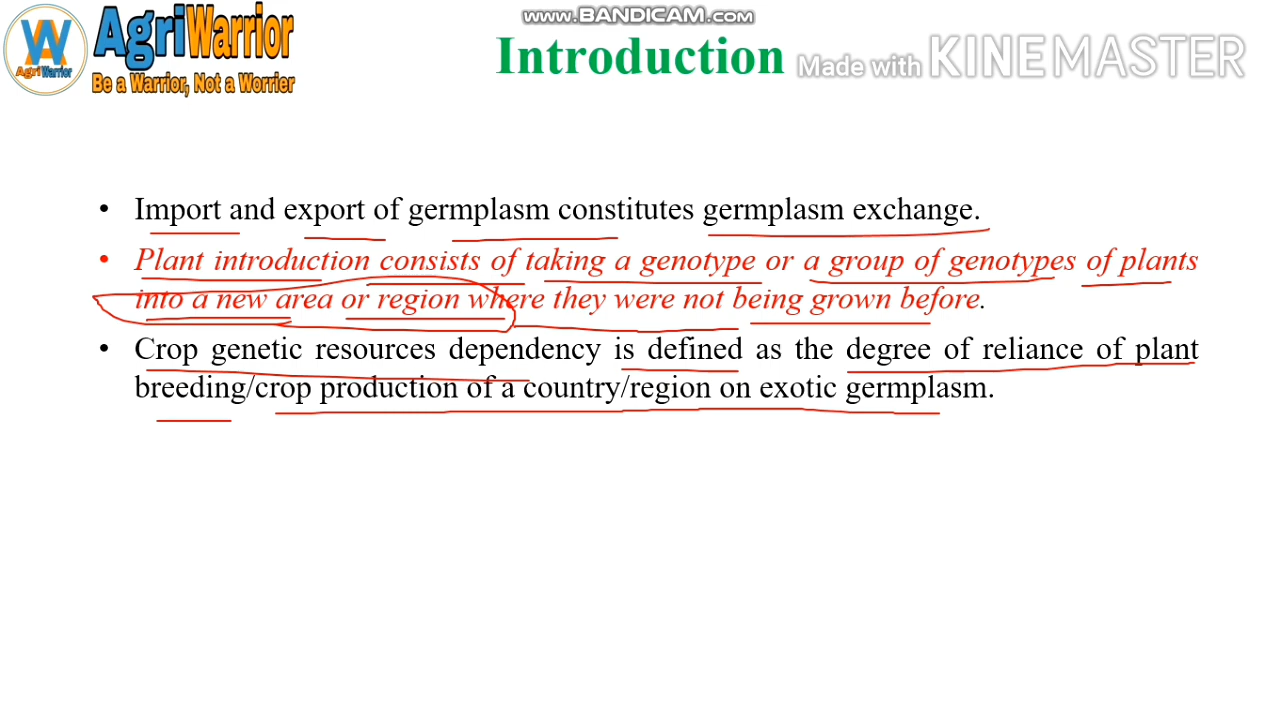 www.BANDICAM.com
AgriWarrior
Be a Warrior, Not a Worrier
AgriWarrior
Introduction
Made with KINEMASTER
• Import and export of germplasm constitutes germplasm exchange.
• Plant introduction consists of taking a genotype or a group of genotypes of plants
into a new area or region where they were not being grown before.
• Crop genetic resources dependency is defined as the degree of reliance of plant
breeding/crop production of a country/region on exotic germplasm.